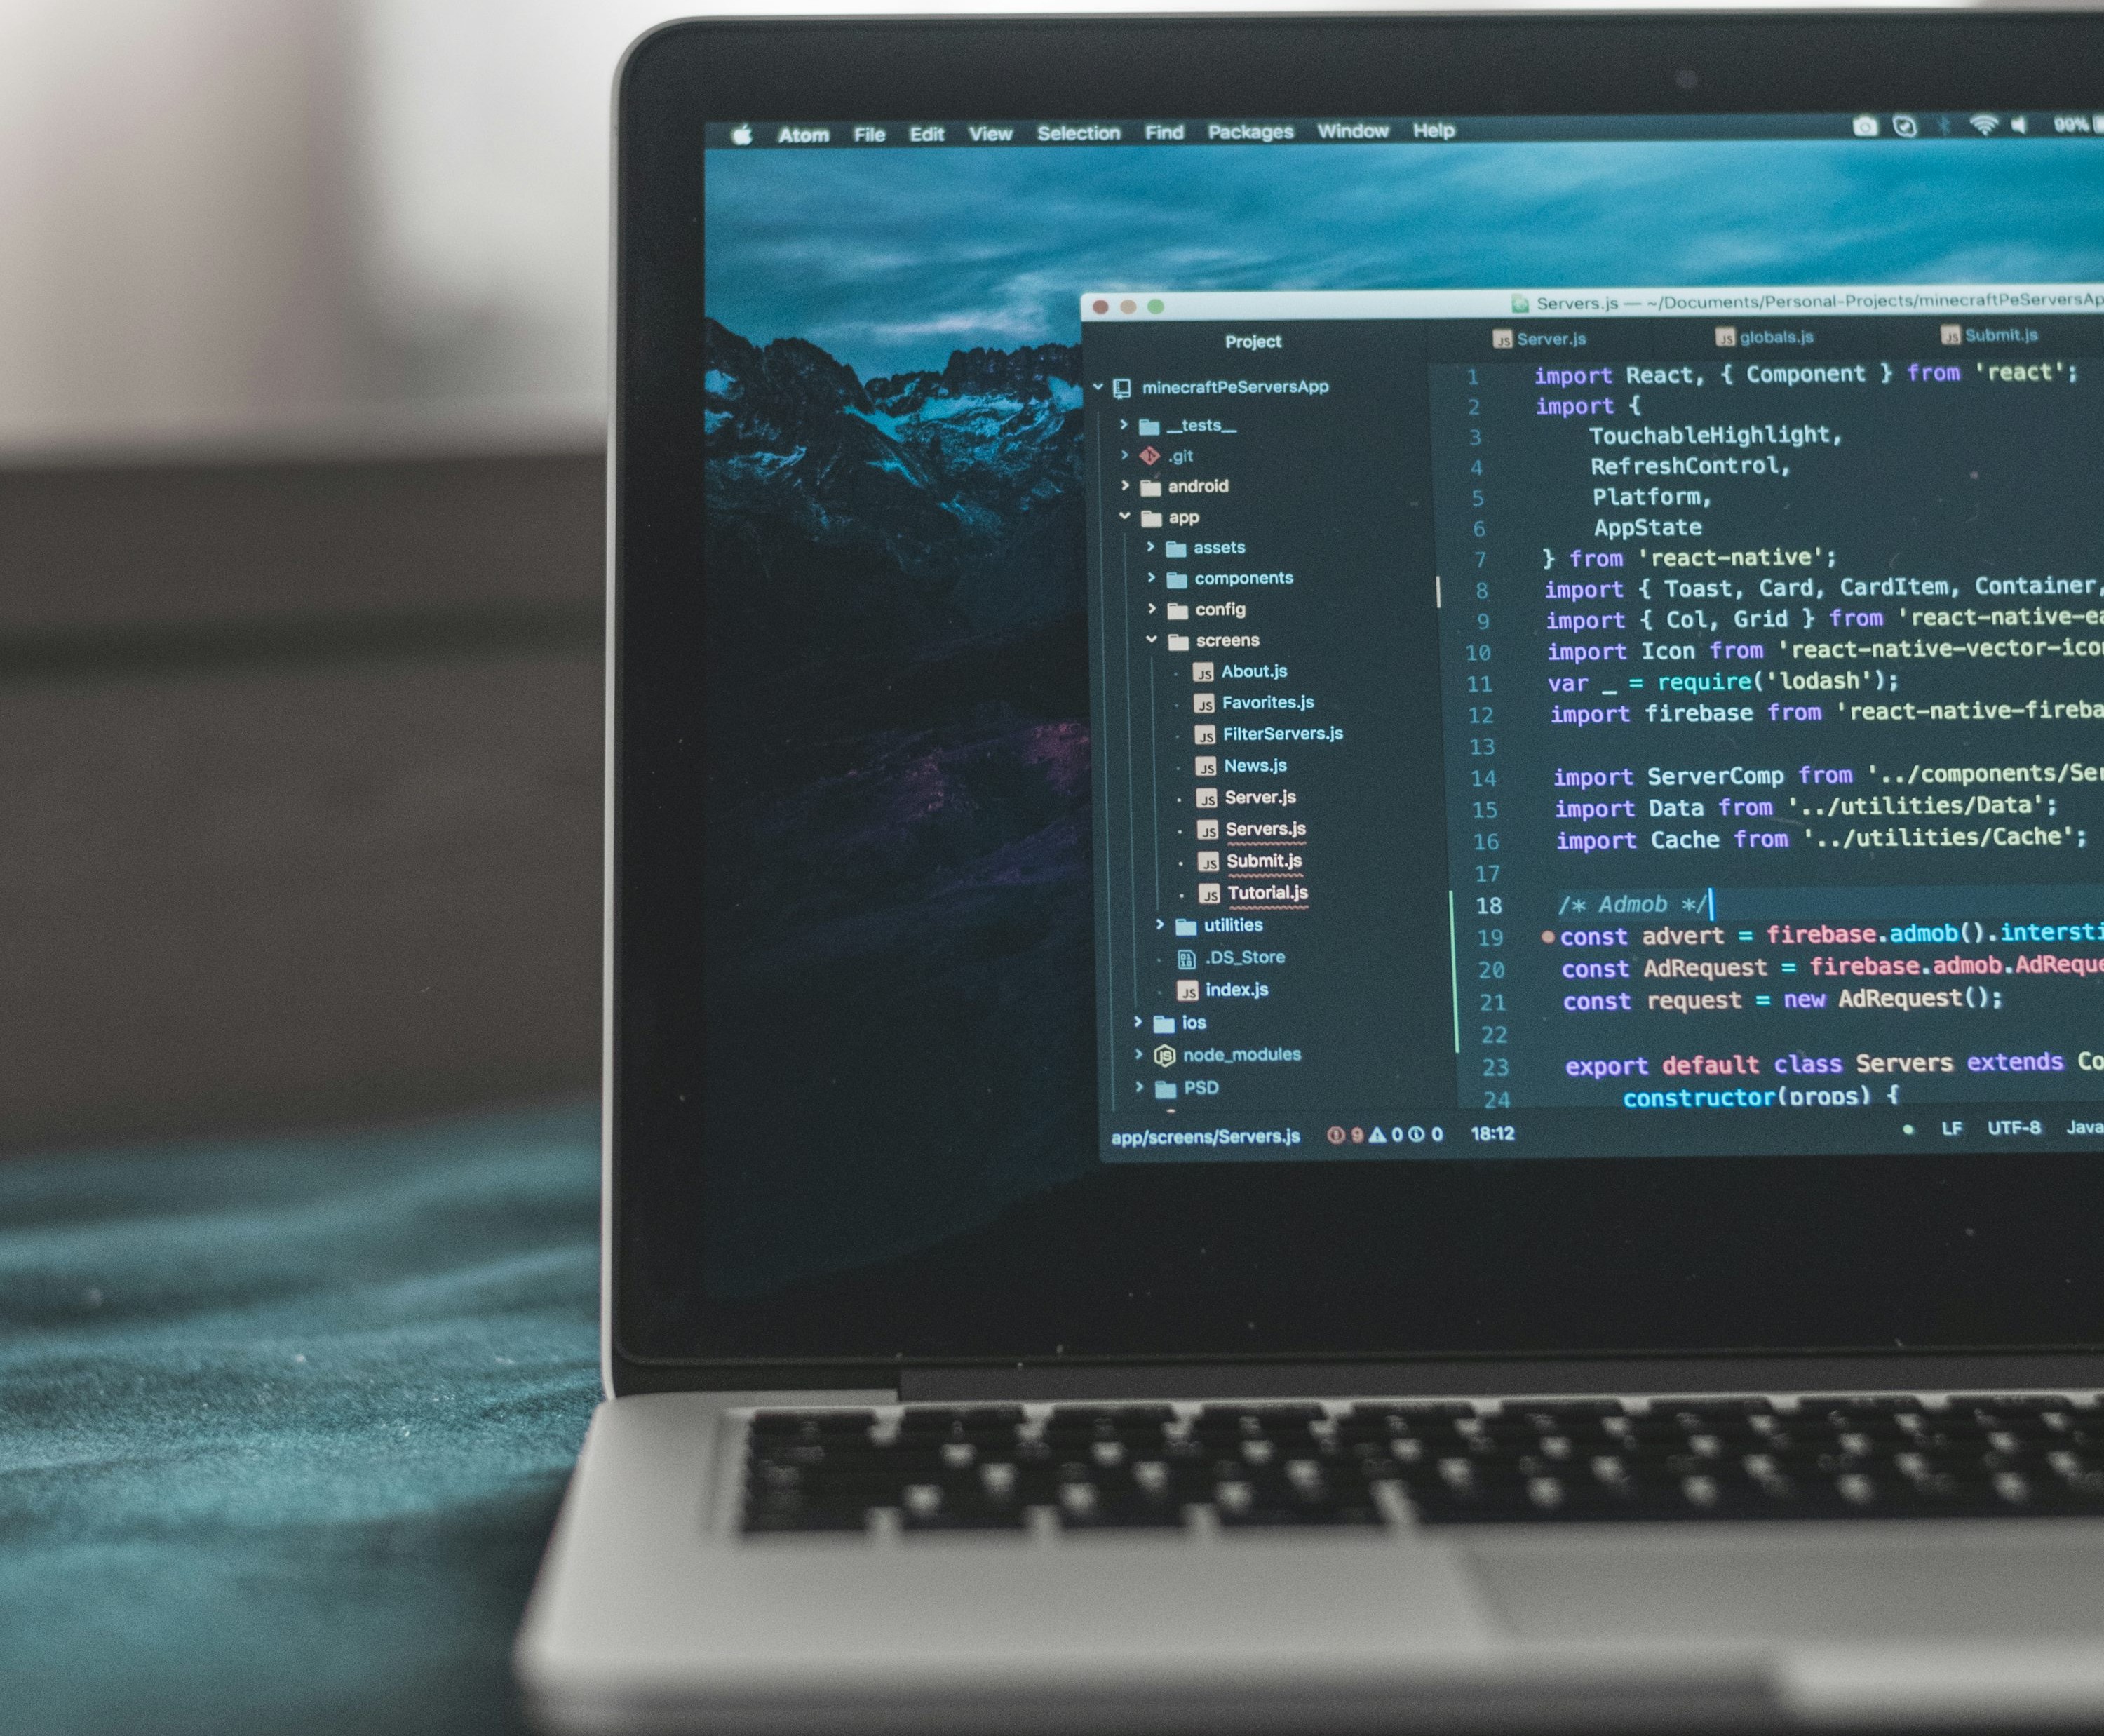 Atom File Edit View Selection Find Packages Window Help 99%
Servers.js — ~/Documents/Personal-Projects/minecraftPeServersAp
Project
Server.js globals.js Submit.js
minecraftPeServersApp
__tests__
.git
android
app
assets
components
config
screens
About.js
Favorites.js
FilterServers.js
News.js
Server.js
Servers.js
Submit.js
Tutorial.js
utilities
.DS_Store
index.js
ios
node_modules
PSD
1 import React, { Component } from 'react';
2 import {
3 TouchableHighlight,
4 RefreshControl,
5 Platform,
6 AppState
7 } from 'react-native';
8 import { Toast, Card, CardItem, Container,
9 import { Col, Grid } from 'react-native-ea
10 import Icon from 'react-native-vector-ico
11 var _ = require('lodash');
12 import firebase from 'react-native-fireba
13
14 import ServerComp from '../components/Ser
15 import Data from '../utilities/Data';
16 import Cache from '../utilities/Cache';
17
18 /* Admob */
19 const advert = firebase.admob().intersti
20 const AdRequest = firebase.admob.AdReque
21 const request = new AdRequest();
22
23 export default class Servers extends Co
24 constructor(props) {
app/screens/Servers.js 9 0 0 18:12 LF UTF-8 Java